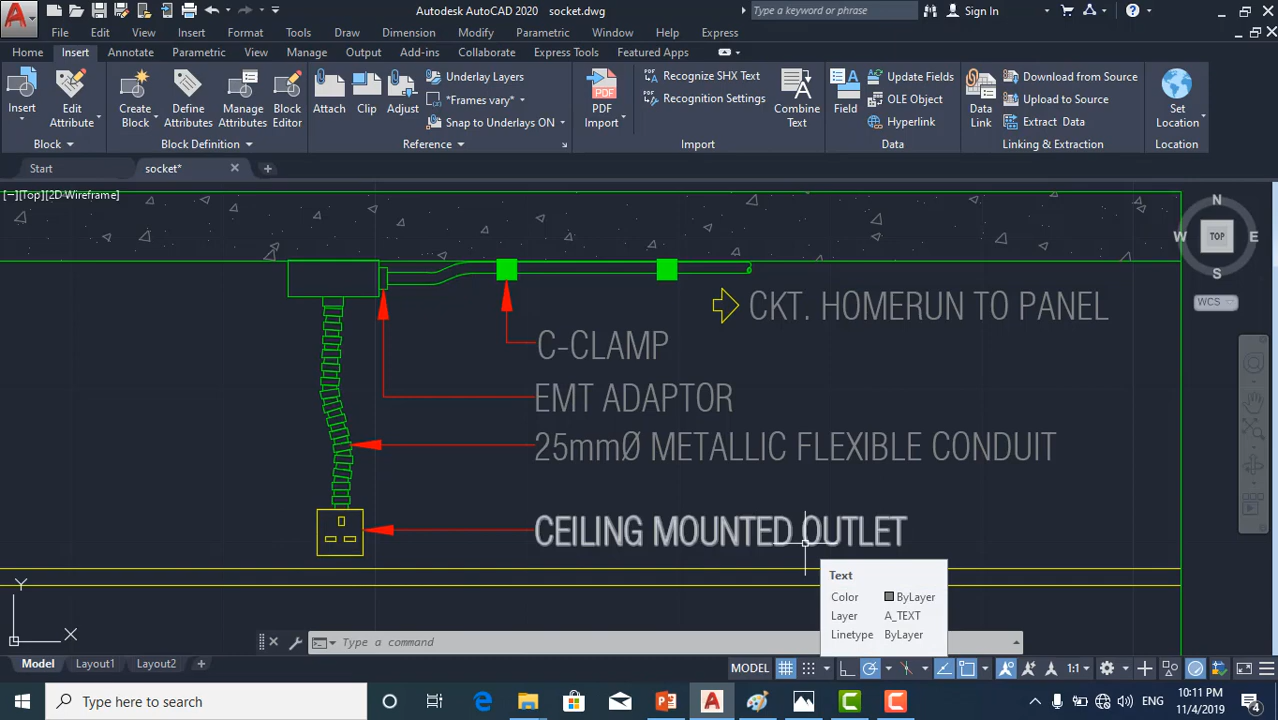 Autodesk AutoCAD 2020 socket.dwg
Type a keyword or phrase
Sign In
File Edit View Insert Format Tools Draw Dimension Modify Parametric Window Help Express
Home Insert Annotate Parametric View Manage Output Add-ins Collaborate Express Tools Featured Apps
Insert
Edit Attribute
Create Block
Define Attributes
Manage Attributes
Block Editor
Attach
Clip
Adjust
Underlay Layers
*Frames vary*
Snap to Underlays ON
PDF
PDF Import
Recognize SHX Text
Recognition Settings
Combine Text
Field
Update Fields
OLE Object
Hyperlink
Data Link
Download from Source
Upload to Source
Extract Data
Set Location
Block
Block Definition
Reference
Import
Data
Linking & Extraction
Location
Start
socket*
[−][Top][2D Wireframe]
N
W TOP E
S
WCS
CKT. HOMERUN TO PANEL
C-CLAMP
EMT ADAPTOR
25mmØ METALLIC FLEXIBLE CONDUIT
CEILING MOUNTED OUTLET
Text
Color ByLayer
Layer A_TEXT
Linetype ByLayer
Y
X
Type a command
Model Layout1 Layout2
MODEL
1:1
Type here to search
ENG
10:11 PM
11/4/2019
4